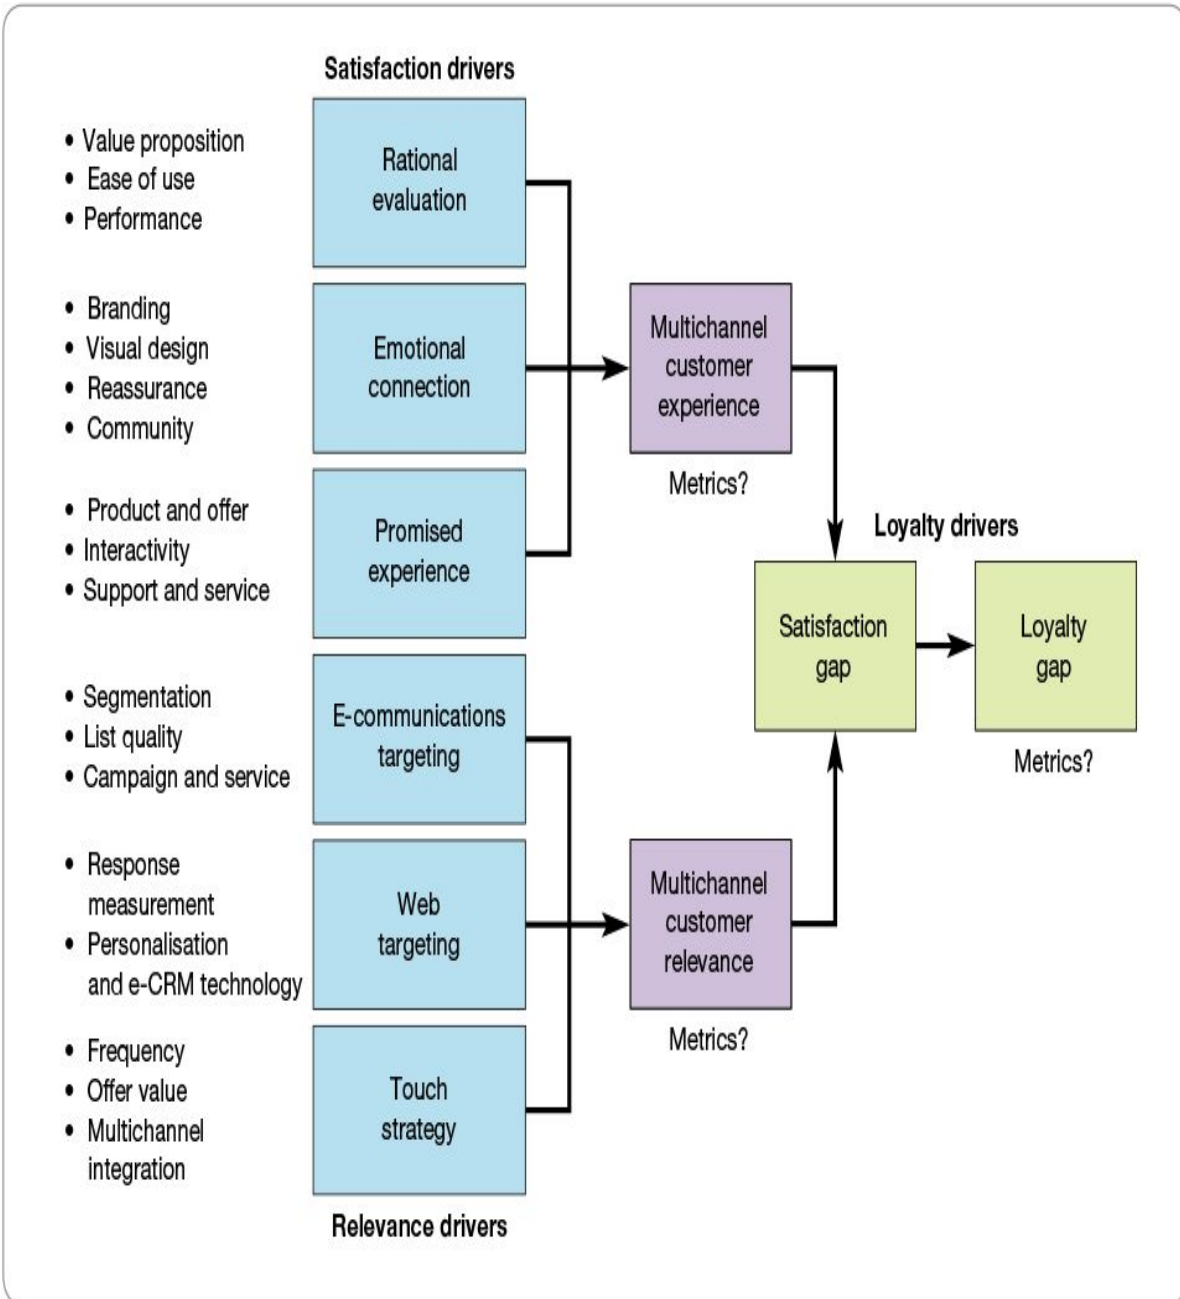 Satisfaction drivers
• Value proposition
• Ease of use
• Performance
Rational
evaluation
• Branding
• Visual design
• Reassurance
• Community
Emotional
connection
• Product and offer
• Interactivity
• Support and service
Promised
experience
Multichannel
customer
experience
Metrics?
Loyalty drivers
Satisfaction
gap
Loyalty
gap
Metrics?
• Segmentation
• List quality
• Campaign and service
E-communications
targeting
• Response
measurement
• Personalisation
and e-CRM technology
Web
targeting
• Frequency
• Offer value
• Multichannel
integration
Touch
strategy
Multichannel
customer
relevance
Metrics?
Relevance drivers